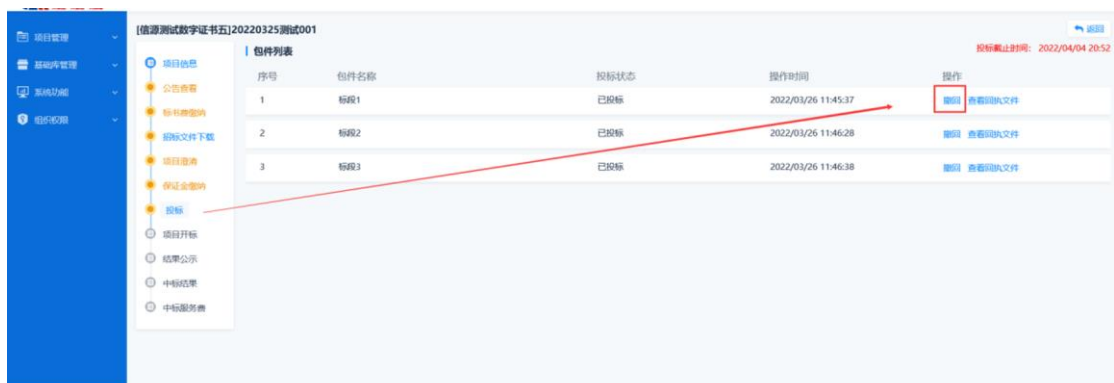 [信源测试数字证书五]20220325测试001
返回
项目管理
基础库管理
系统功能
组织权限
项目信息
公告查看
标书费缴纳
招标文件下载
项目澄清
保证金缴纳
投标
项目开标
结果公示
中标结果
中标服务费
包件列表
投标截止时间: 2022/04/04 20:52
序号 包件名称 投标状态 操作时间 操作
1 标段1 已投标 2022/03/26 11:45:37 撤回 查看回执文件
2 标段2 已投标 2022/03/26 11:46:28 撤回 查看回执文件
3 标段3 已投标 2022/03/26 11:46:38 撤回 查看回执文件